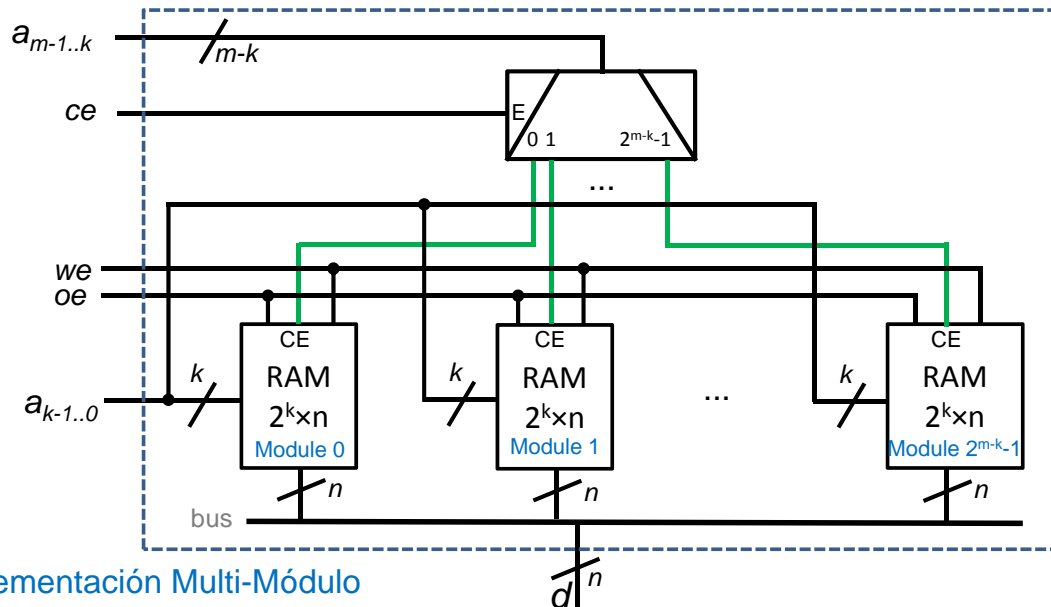 a_{m-1..k}
m-k
ce
E
0 1 2^{m-k}-1
...
we
oe
CE CE CE
k RAM k RAM ... k RAM
a_{k-1..0}
2^k×n 2^k×n 2^k×n
Module 0 Module 1 Module 2^{m-k}-1
n n n
bus
n
d
ementación Multi-Módulo